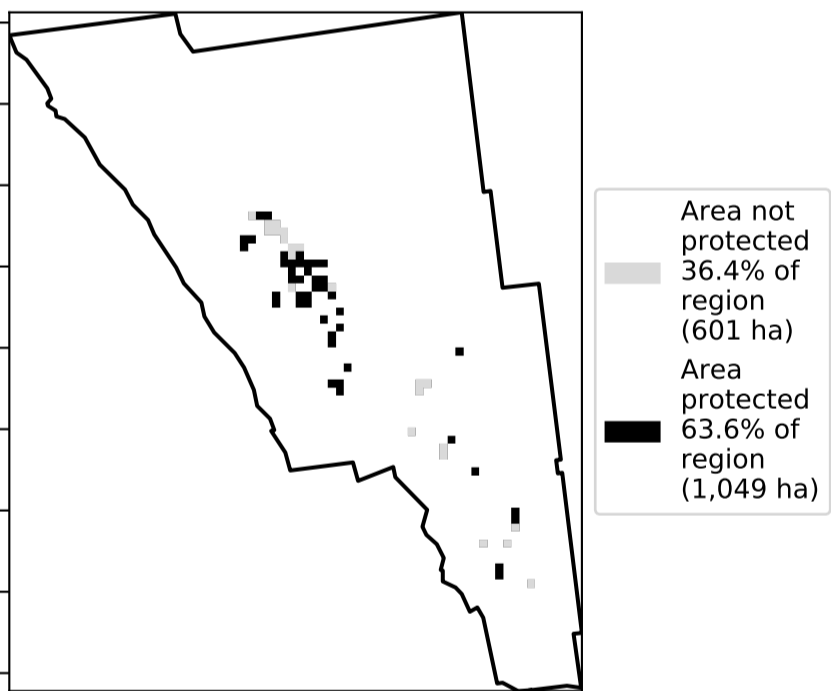 Area not
protected
36.4% of
region
(601 ha)
Area
protected
63.6% of
region
(1,049 ha)